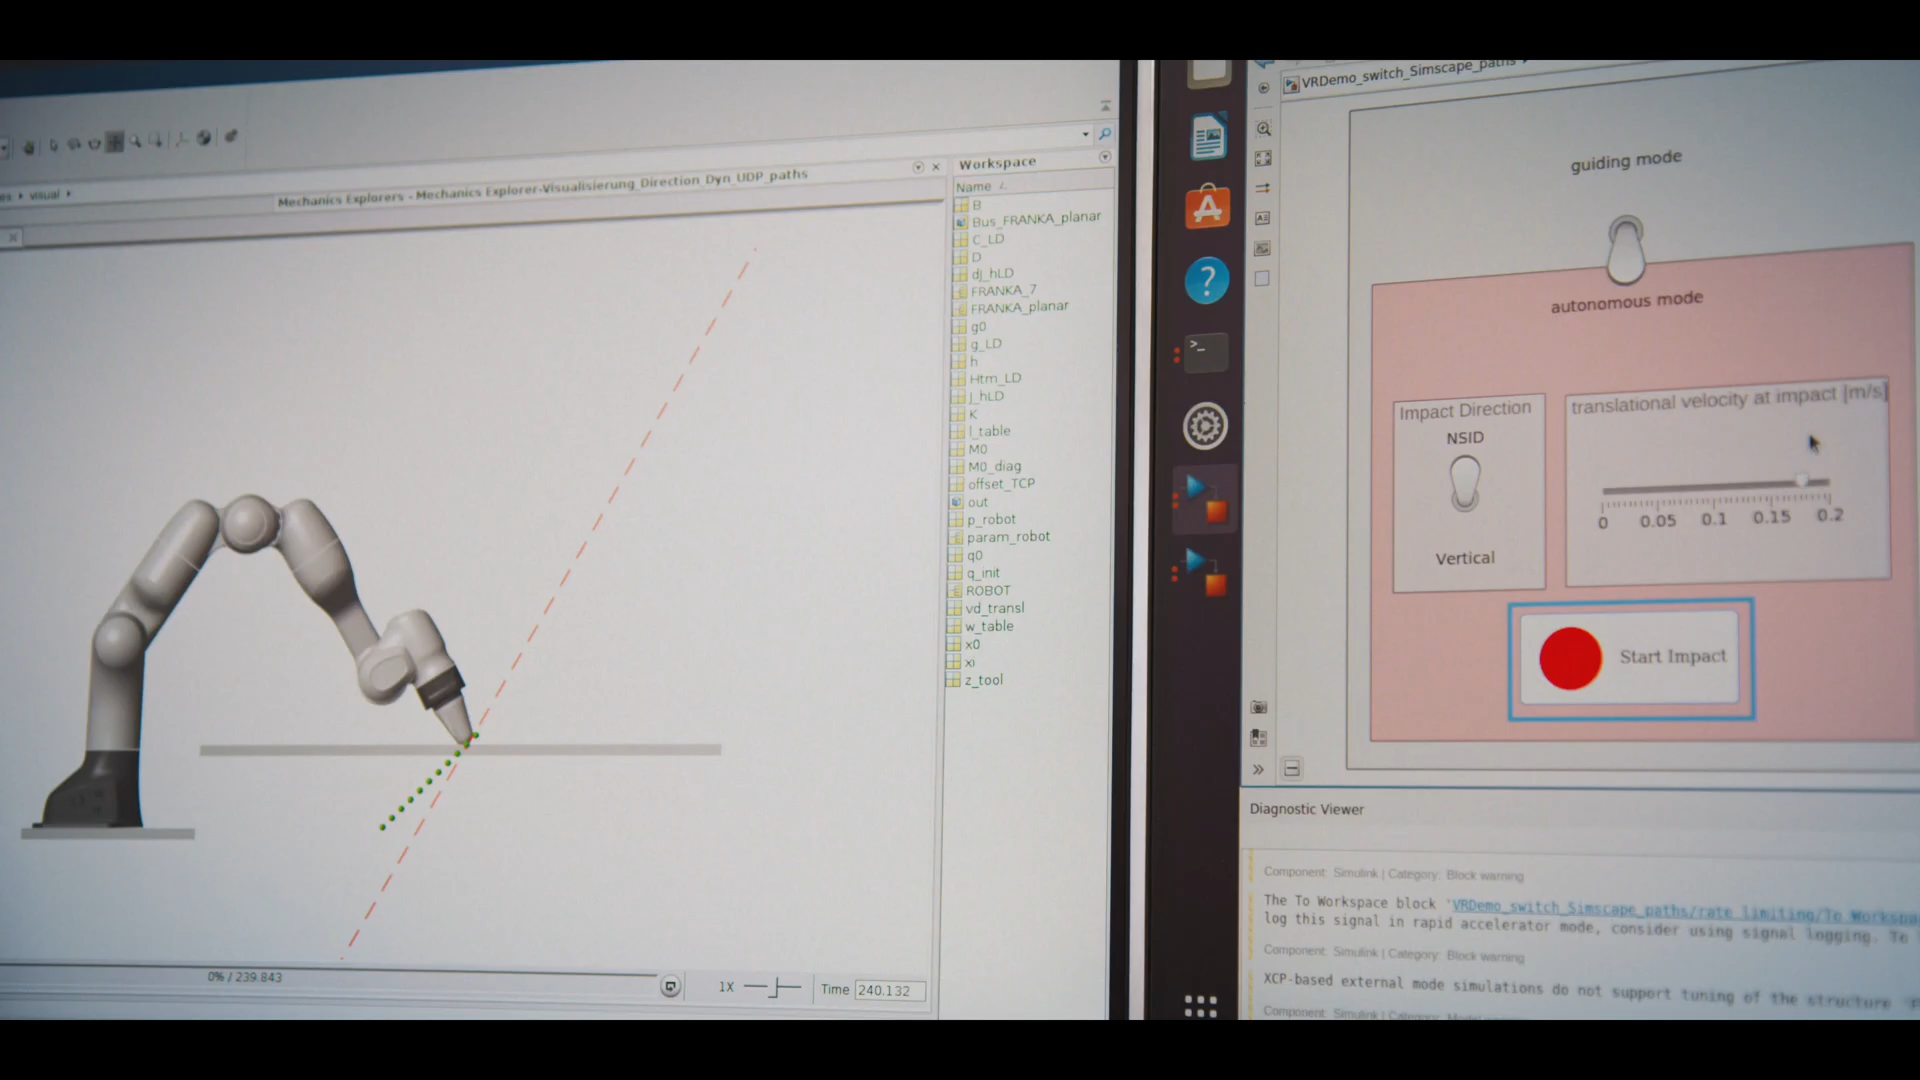 visual
Mechanics Explorers - Mechanics Explorer-Visualisierung_Direction_Dyn_UDP_paths
0% / 239.843
1X
Time 240.132
Workspace
Name
B
Bus_FRANKA_planar
C_LD
D
dJ_hLD
FRANKA_7
FRANKA_planar
g0
g_LD
h
Htm_LD
J_hLD
K
l_table
M0
M0_diag
offset_TCP
out
p_robot
param_robot
q0
q_init
ROBOT
vd_transl
w_table
x0
xi
z_tool
VRDemo_switch_Simscape_paths
guiding mode
autonomous mode
Impact Direction
NSID
Vertical
translational velocity at impact [m/s]
0 0.05 0.1 0.15 0.2
Start Impact
Diagnostic Viewer
Component: Simulink | Category: Block warning
The To Workspace block 'VRDemo_switch_Simscape_paths/rate limiting/To Workspa
log this signal in rapid accelerator mode, consider using signal logging. To
Component: Simulink | Category: Block warning
XCP-based external mode simulations do not support tuning of the structure
Component: Simulink | Category: Model